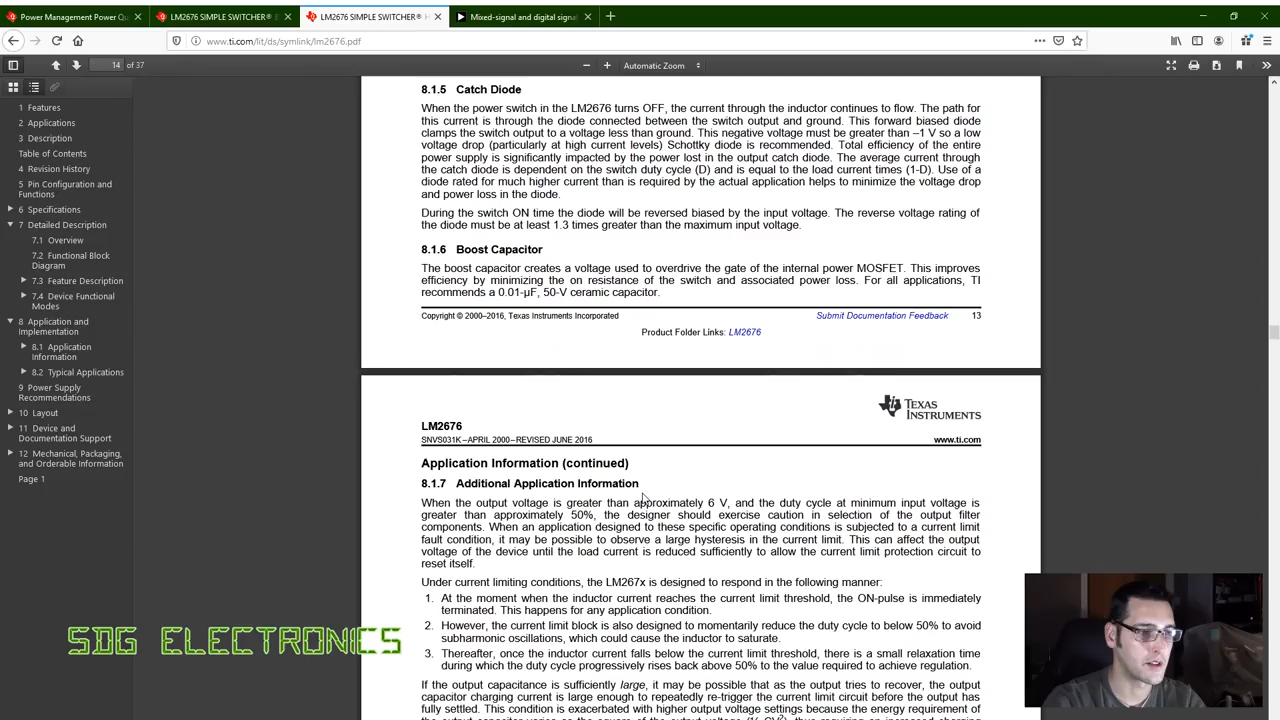 Power Management Power Qu
LM2676 SIMPLE SWITCHER®
LM2676 SIMPLE SWITCHER®
Mixed-signal and digital signal
www.ti.com/lit/ds/symlink/lm2676.pdf
14 of 37
Automatic Zoom
1 Features
2 Applications
3 Description
Table of Contents
4 Revision History
5 Pin Configuration and
Functions
6 Specifications
7 Detailed Description
7.1 Overview
7.2 Functional Block
Diagram
7.3 Feature Description
7.4 Device Functional
Modes
8 Application and
Implementation
8.1 Application
Information
8.2 Typical Applications
9 Power Supply
Recommendations
10 Layout
11 Device and
Documentation Support
12 Mechanical, Packaging,
and Orderable Information
Page 1
8.1.5 Catch Diode
When the power switch in the LM2676 turns OFF, the current through the inductor continues to flow. The path for
this current is through the diode connected between the switch output and ground. This forward biased diode
clamps the switch output to a voltage less than ground. This negative voltage must be greater than –1 V so a low
voltage drop (particularly at high current levels) Schottky diode is recommended. Total efficiency of the entire
power supply is significantly impacted by the power lost in the output catch diode. The average current through
the catch diode is dependent on the switch duty cycle (D) and is equal to the load current times (1-D). Use of a
diode rated for much higher current than is required by the actual application helps to minimize the voltage drop
and power loss in the diode.
During the switch ON time the diode will be reversed biased by the input voltage. The reverse voltage rating of
the diode must be at least 1.3 times greater than the maximum input voltage.
8.1.6 Boost Capacitor
The boost capacitor creates a voltage used to overdrive the gate of the internal power MOSFET. This improves
efficiency by minimizing the on resistance of the switch and associated power loss. For all applications, TI
recommends a 0.01-µF, 50-V ceramic capacitor.
Copyright © 2000–2016, Texas Instruments Incorporated
Submit Documentation Feedback
13
Product Folder Links: LM2676
TEXAS
INSTRUMENTS
LM2676
SNVS031K–APRIL 2000–REVISED JUNE 2016
www.ti.com
Application Information (continued)
8.1.7 Additional Application Information
When the output voltage is greater than approximately 6 V, and the duty cycle at minimum input voltage is
greater than approximately 50%, the designer should exercise caution in selection of the output filter
components. When an application designed to these specific operating conditions is subjected to a current limit
fault condition, it may be possible to observe a large hysteresis in the current limit. This can affect the output
voltage of the device until the load current is reduced sufficiently to allow the current limit protection circuit to
reset itself.
Under current limiting conditions, the LM267x is designed to respond in the following manner:
1. At the moment when the inductor current reaches the current limit threshold, the ON-pulse is immediately
terminated. This happens for any application condition.
2. However, the current limit block is also designed to momentarily reduce the duty cycle to below 50% to avoid
subharmonic oscillations, which could cause the inductor to saturate.
3. Thereafter, once the inductor current falls below the current limit threshold, there is a small relaxation time
during which the duty cycle progressively rises back above 50% to the value required to achieve regulation.
If the output capacitance is sufficiently large, it may be possible that as the output tries to recover, the output
capacitor charging current is large enough to repeatedly re-trigger the current limit circuit before the output has
fully settled. This condition is exacerbated with higher output voltage settings because the energy requirement of
SDG ELECTRONICS